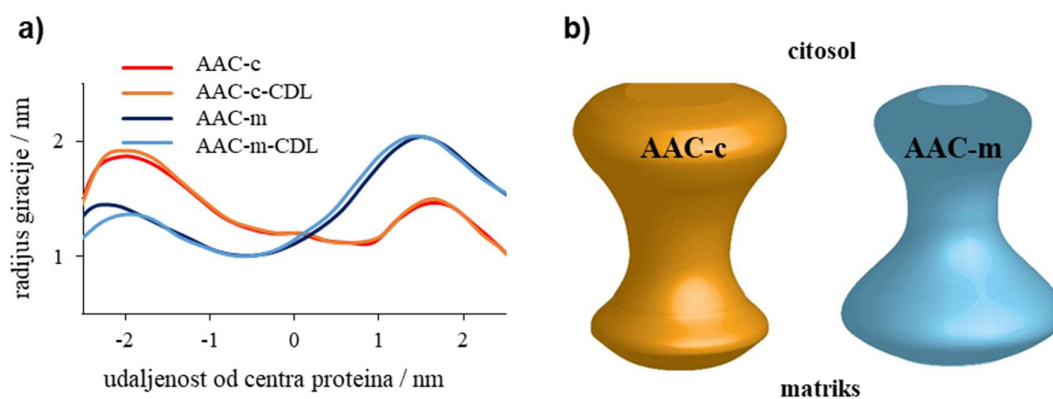 a)
AAC-c
AAC-c-CDL
AAC-m
AAC-m-CDL
radijus giracije / nm
2
1
-2 -1 0 1 2
udaljenost od centra proteina / nm
b)
citosol
AAC-c
AAC-m
matriks